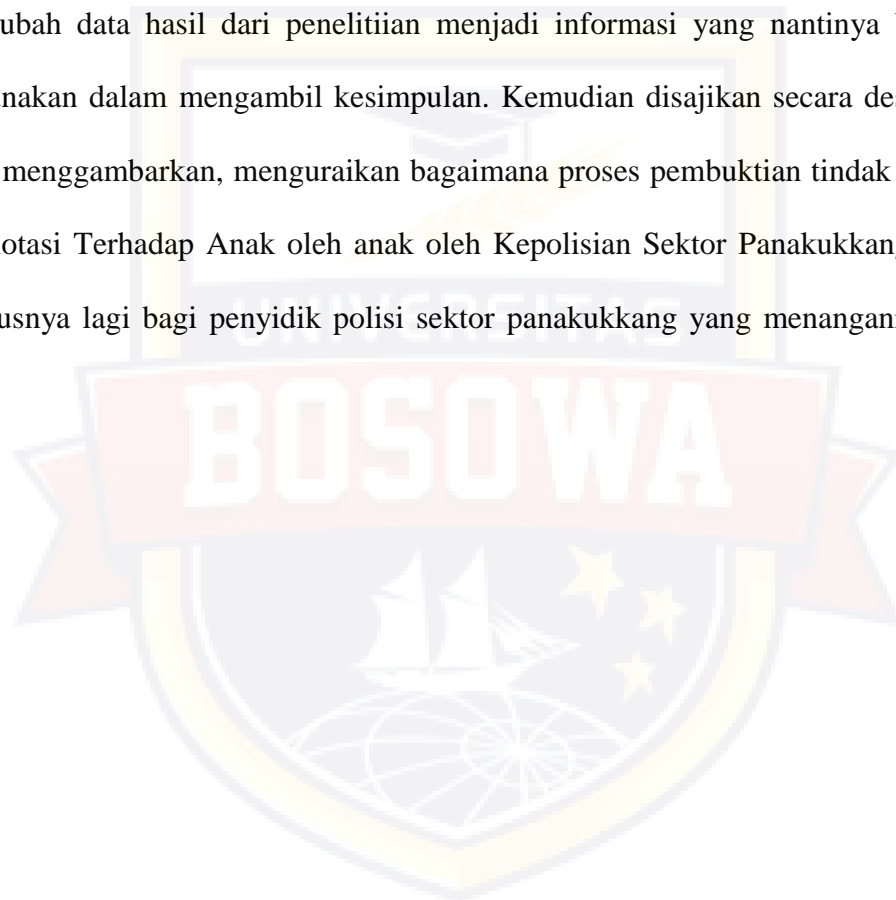 ubah data hasil dari penelitiian menjadi informasi yang nantinya
nakan dalam mengambil kesimpulan. Kemudian disajikan secara de
menggambarkan, menguraikan bagaimana proses pembuktian tindak
otasi Terhadap Anak oleh anak oleh Kepolisian Sektor Panakukkang
usnya lagi bagi penyidik polisi sektor panakukkang yang menangan
UNIVERSITAS
BOSOWA